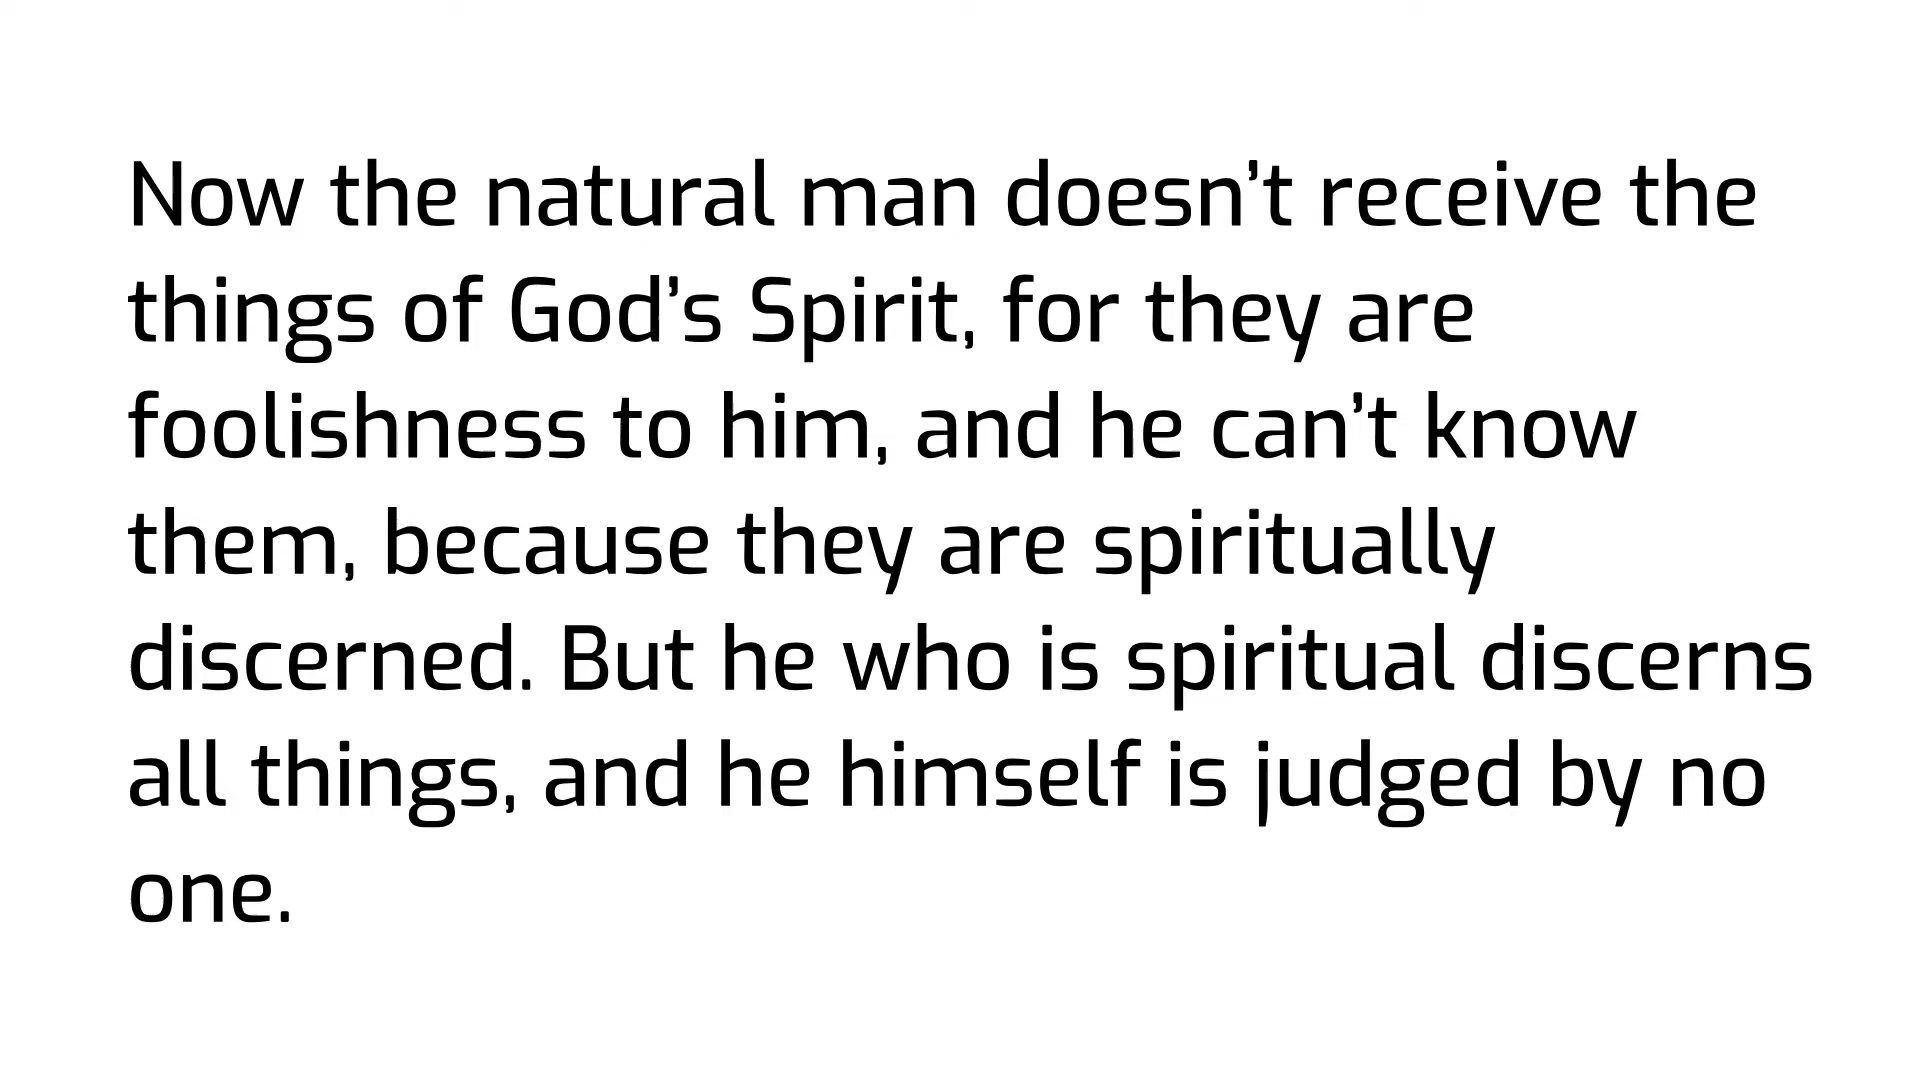 Now the natural man doesn’t receive the
things of God’s Spirit, for they are
foolishness to him, and he can’t know
them, because they are spiritually
discerned. But he who is spiritual discerns
all things, and he himself is judged by no
one.